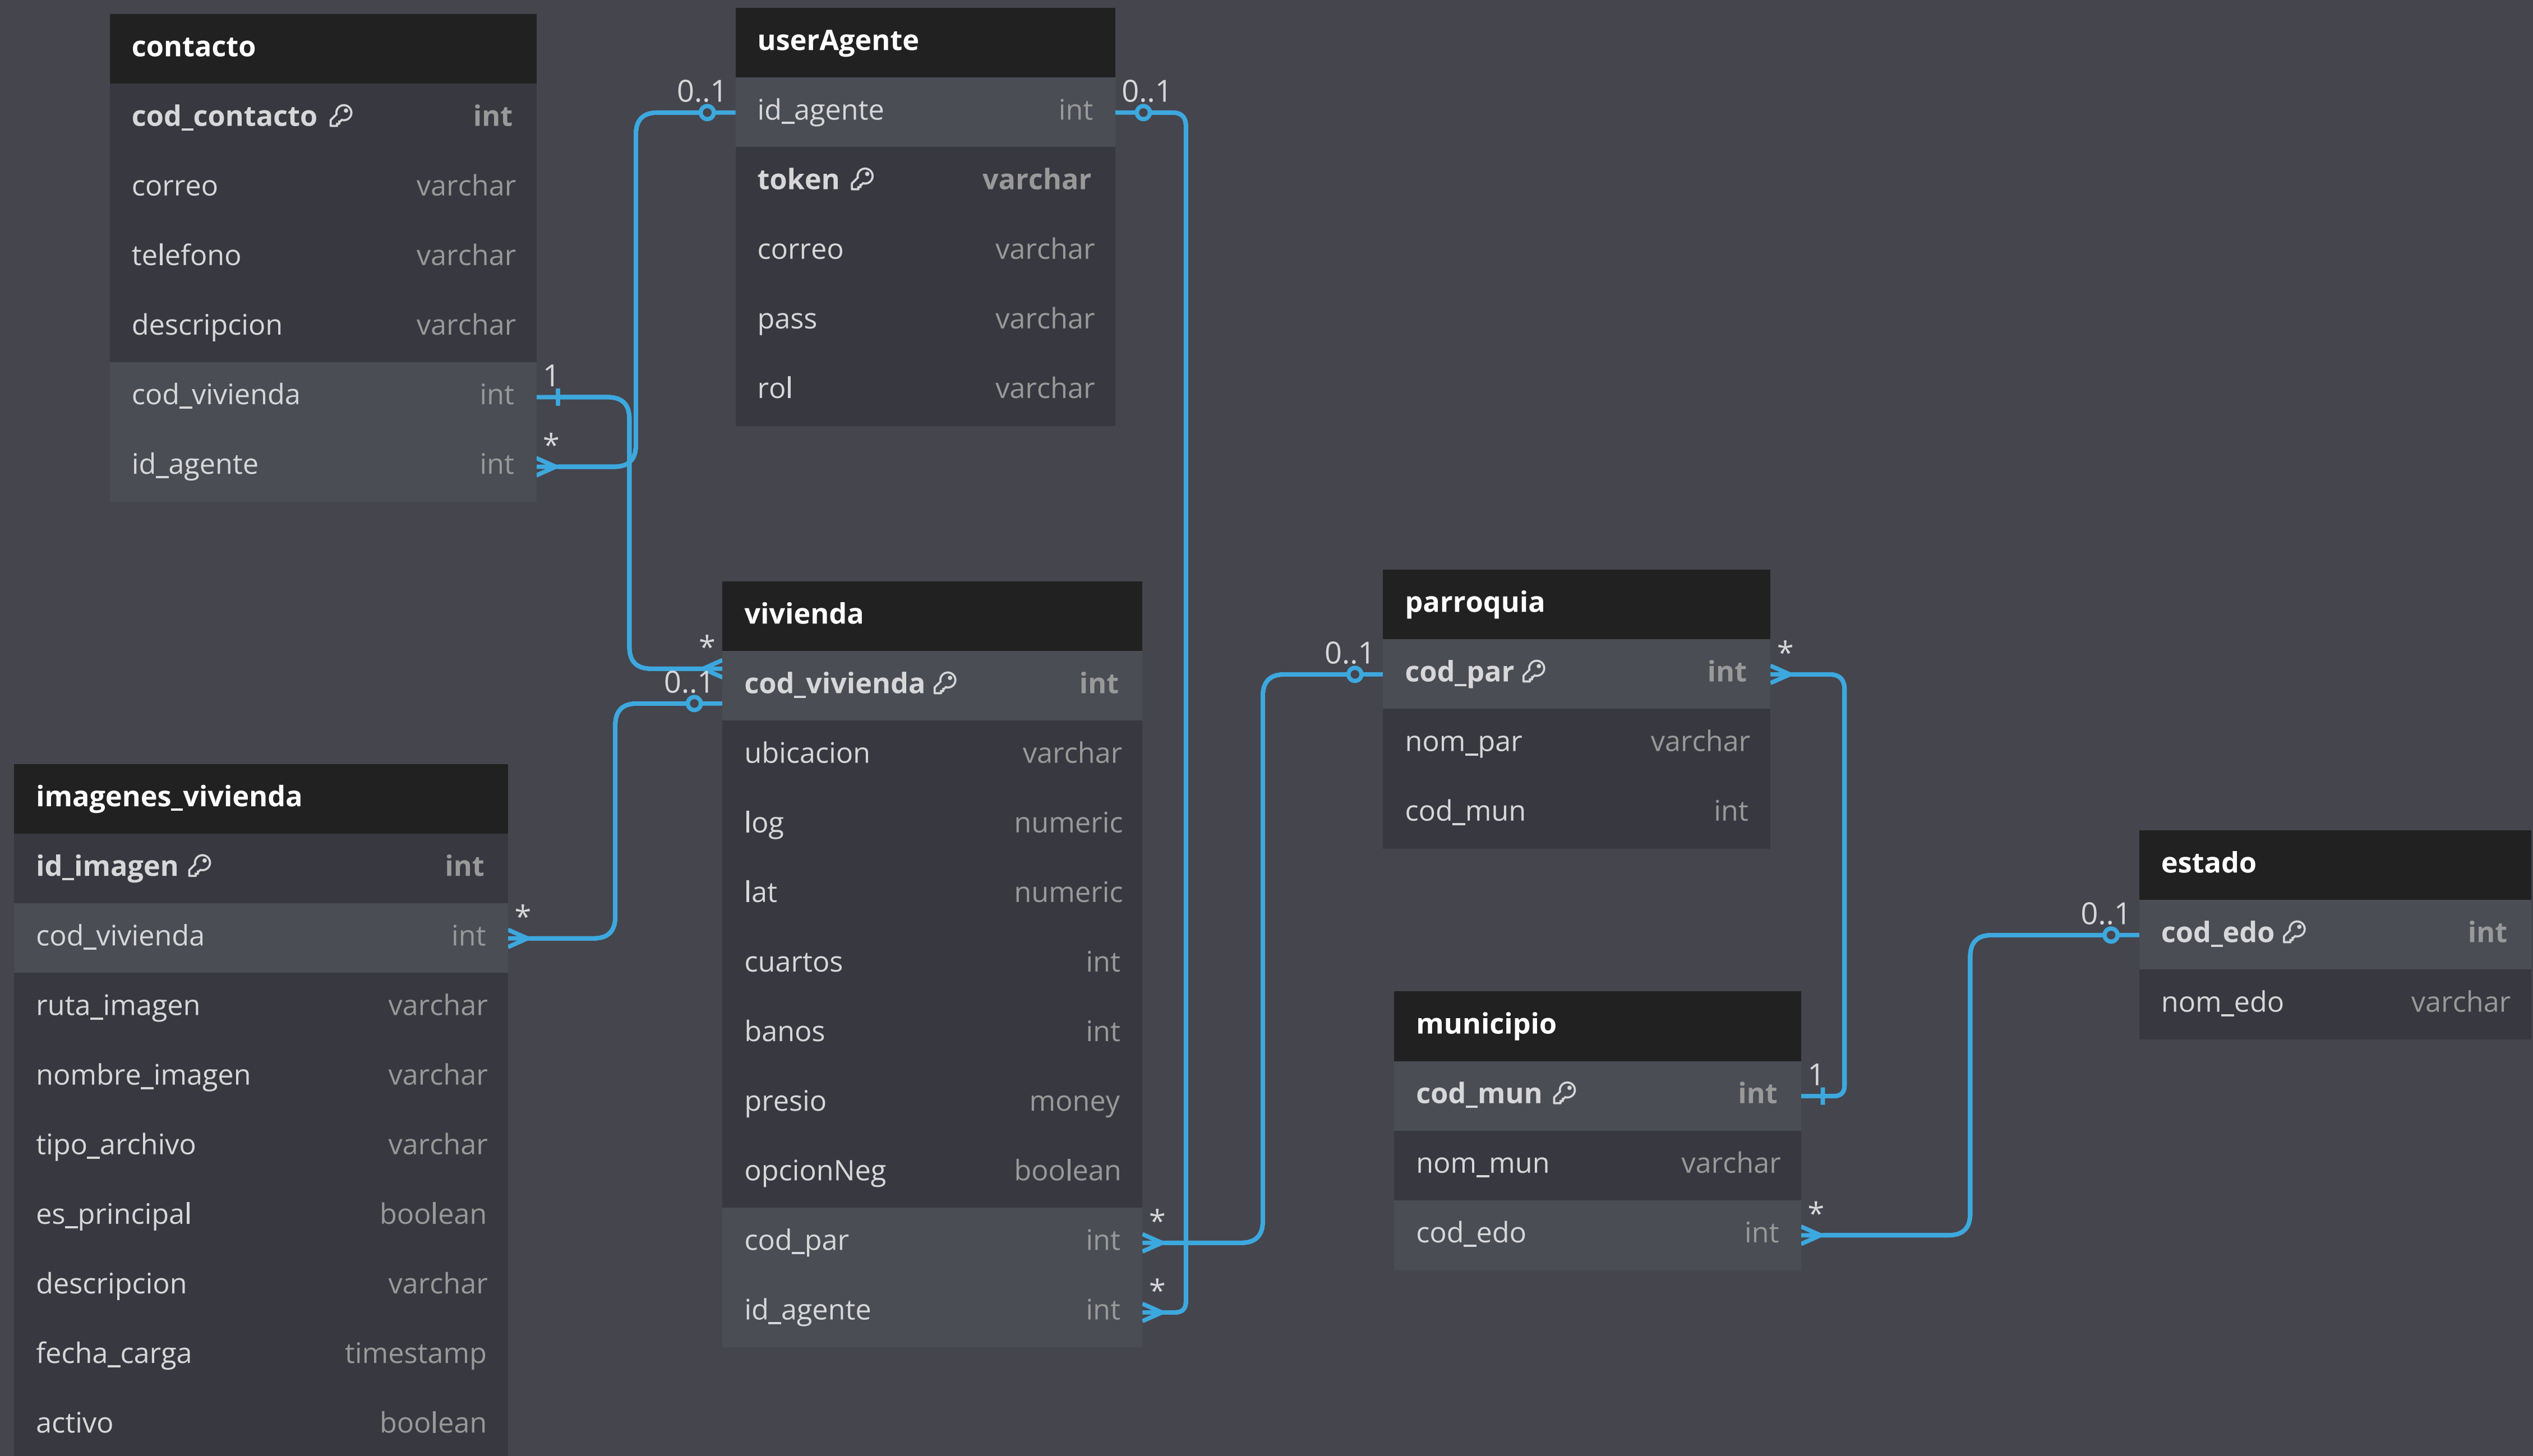 contacto
cod_contacto int
correo varchar
telefono varchar
descripcion varchar
cod_vivienda int
id_agente int
1
*
userAgente
0..1
0..1
id_agente int
token varchar
correo varchar
pass varchar
rol varchar
vivienda
*
0..1
cod_vivienda int
ubicacion varchar
log numeric
lat numeric
cuartos int
banos int
presio money
opcionNeg boolean
cod_par int
id_agente int
*
*
imagenes_vivienda
id_imagen int
cod_vivienda int
*
ruta_imagen varchar
nombre_imagen varchar
tipo_archivo varchar
es_principal boolean
descripcion varchar
fecha_carga timestamp
activo boolean
parroquia
0..1
*
cod_par int
nom_par varchar
cod_mun int
municipio
cod_mun int
1
nom_mun varchar
cod_edo int
*
estado
0..1
cod_edo int
nom_edo varchar